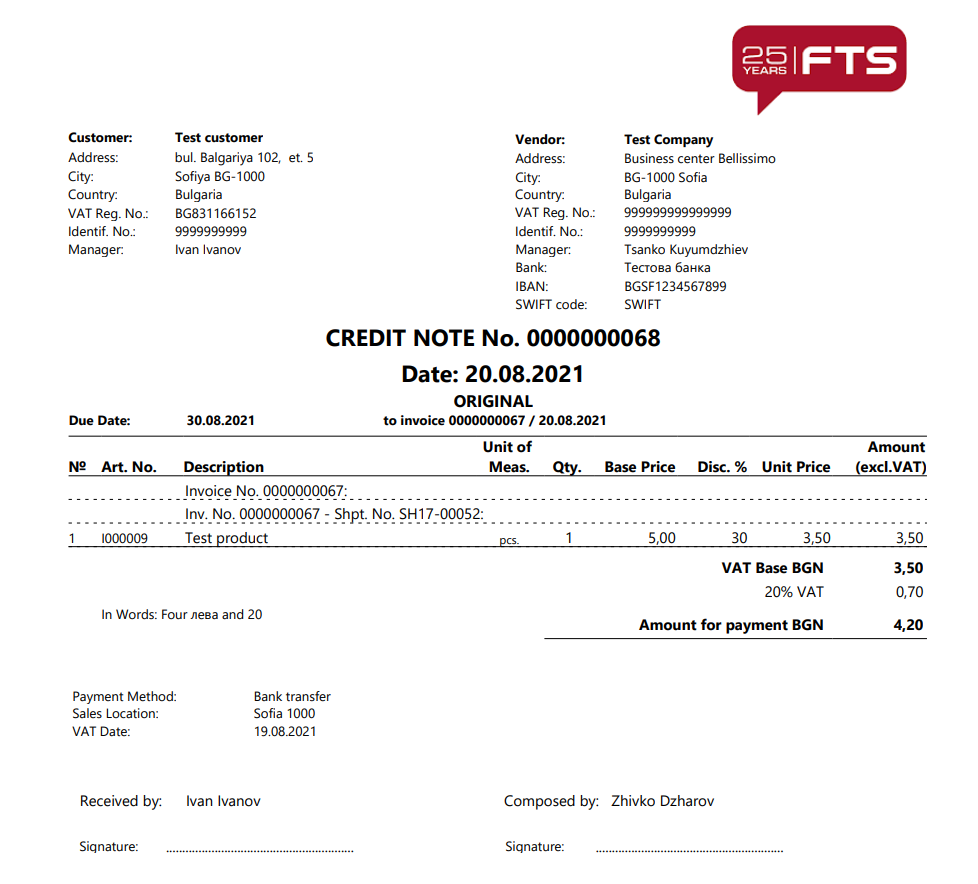 25 YEARS | FTS
Customer: Test customer
Address: bul. Balgariya 102, et. 5
City: Sofiya BG-1000
Country: Bulgaria
VAT Reg. No.: BG831166152
Identif. No.: 9999999999
Manager: Ivan Ivanov
Vendor: Test Company
Address: Business center Bellissimo
City: BG-1000 Sofia
Country: Bulgaria
VAT Reg. No.: 999999999999999
Identif. No.: 9999999999
Manager: Tsanko Kuyumdzhiev
Bank: Тестова банка
IBAN: BGSF1234567899
SWIFT code: SWIFT
CREDIT NOTE No. 0000000068
Date: 20.08.2021
ORIGINAL
Due Date: 30.08.2021 to invoice 0000000067 / 20.08.2021
№ Art. No. Description Unit of Meas. Qty. Base Price Disc. % Unit Price Amount (excl.VAT)
Invoice No. 0000000067:
Inv. No. 0000000067 - Shpt. No. SH17-00052:
1 I000009 Test product pcs. 1 5,00 30 3,50 3,50
VAT Base BGN 3,50
20% VAT 0,70
In Words: Four лева and 20
Amount for payment BGN 4,20
Payment Method: Bank transfer
Sales Location: Sofia 1000
VAT Date: 19.08.2021
Received by: Ivan Ivanov Composed by: Zhivko Dzharov
Signature: .......................................................... Signature: ..........................................................